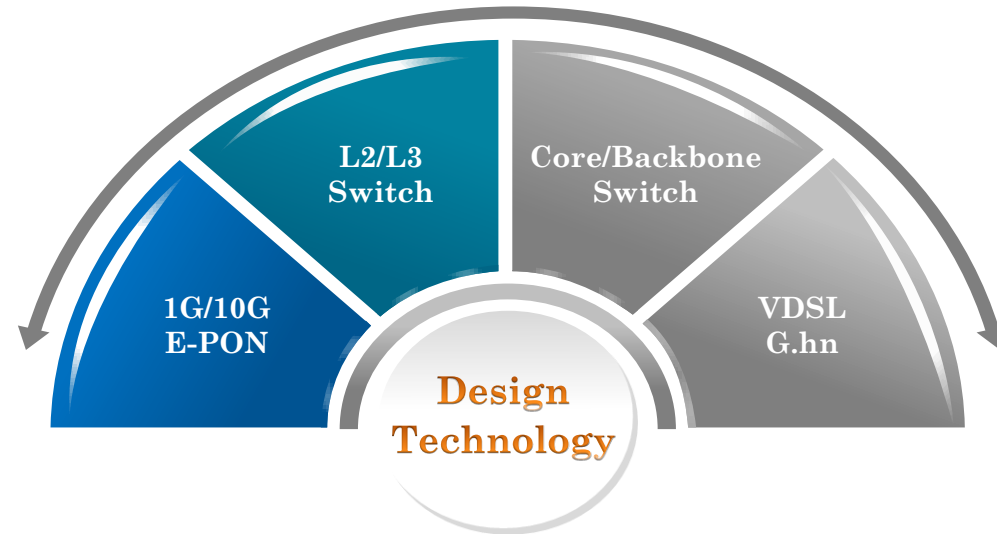 L2/L3
Switch
Core/Backbone
Switch
1G/10G
E-PON
VDSL
G.hn
Design
Technology